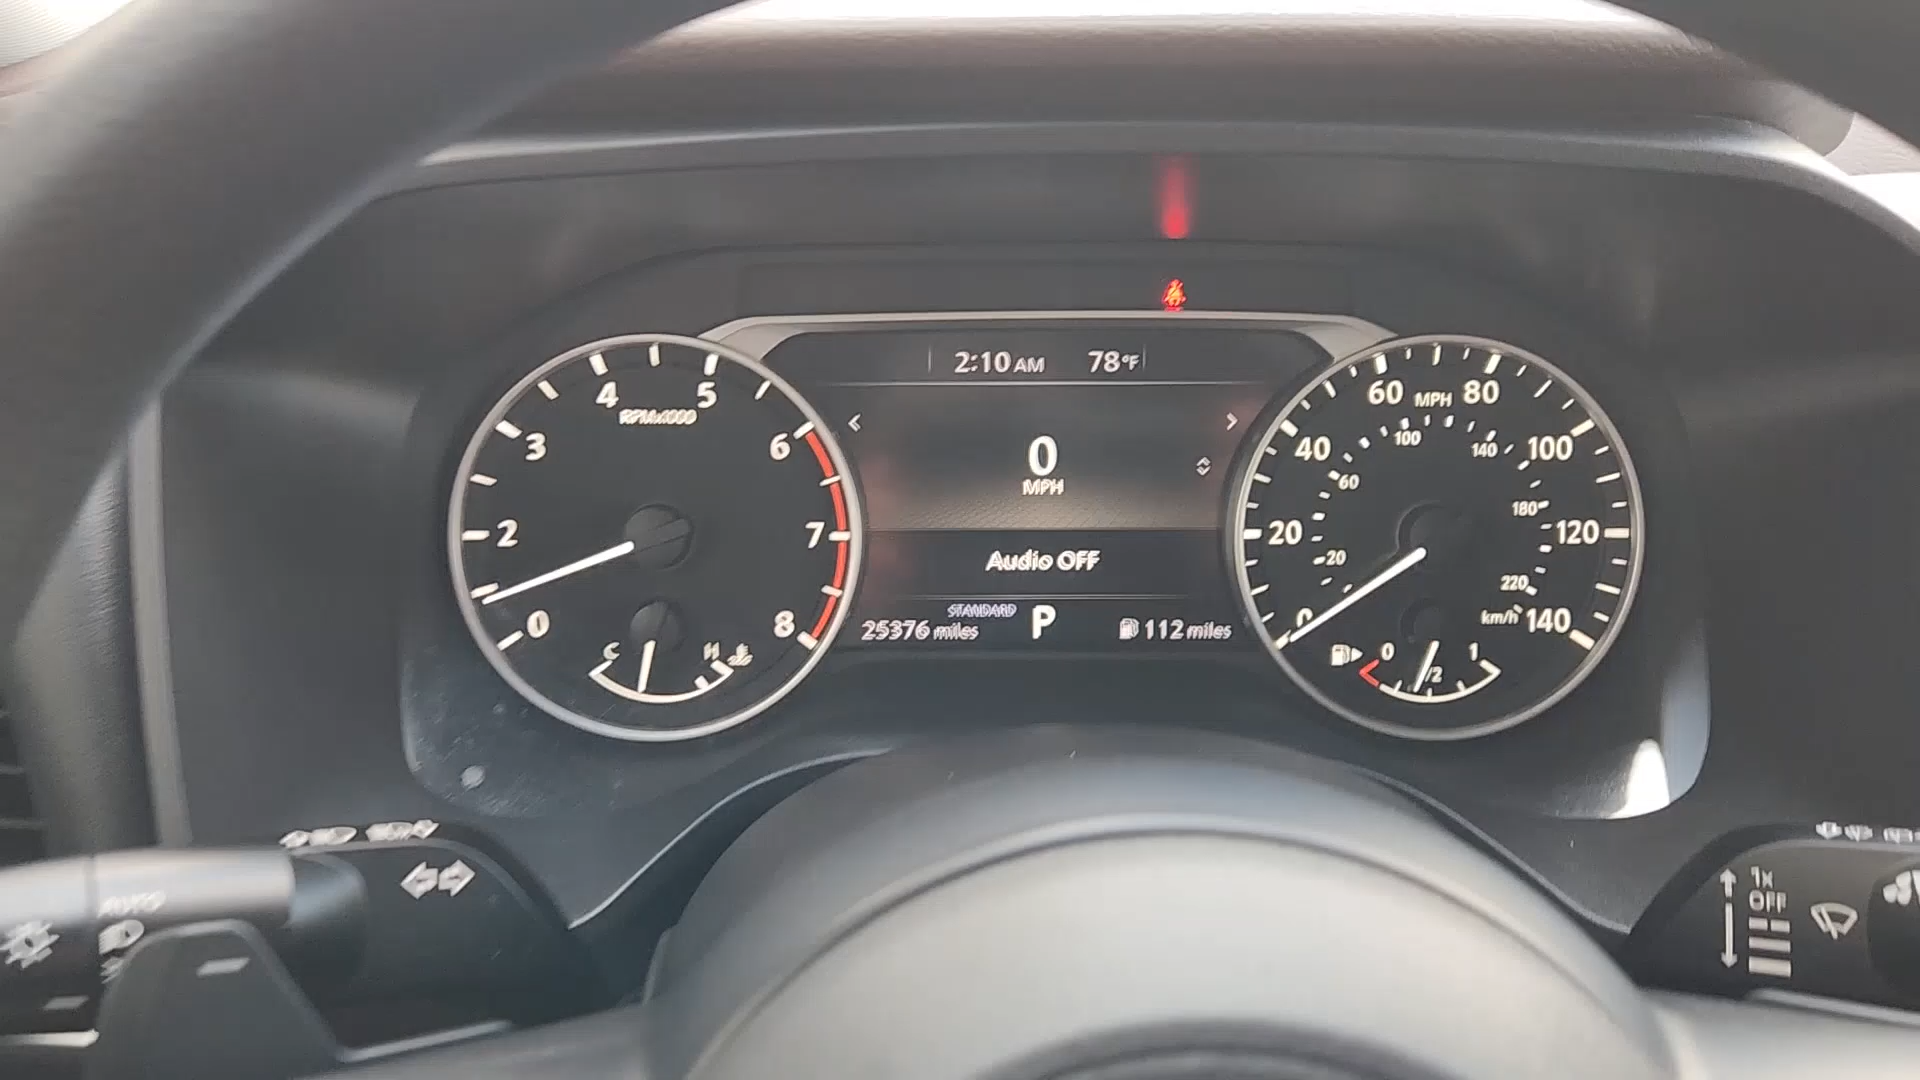 2:10 AM 78°F
4 5
RPMx1000
3 6
2 7
0 8
C H
0
MPH
Audio OFF
STANDARD
25376 miles P 112 miles
60 MPH 80
40 100
20 120
0 140
100 140
60 180
20 220
km/h
0 1/2 1
AUTO
1x
OFF